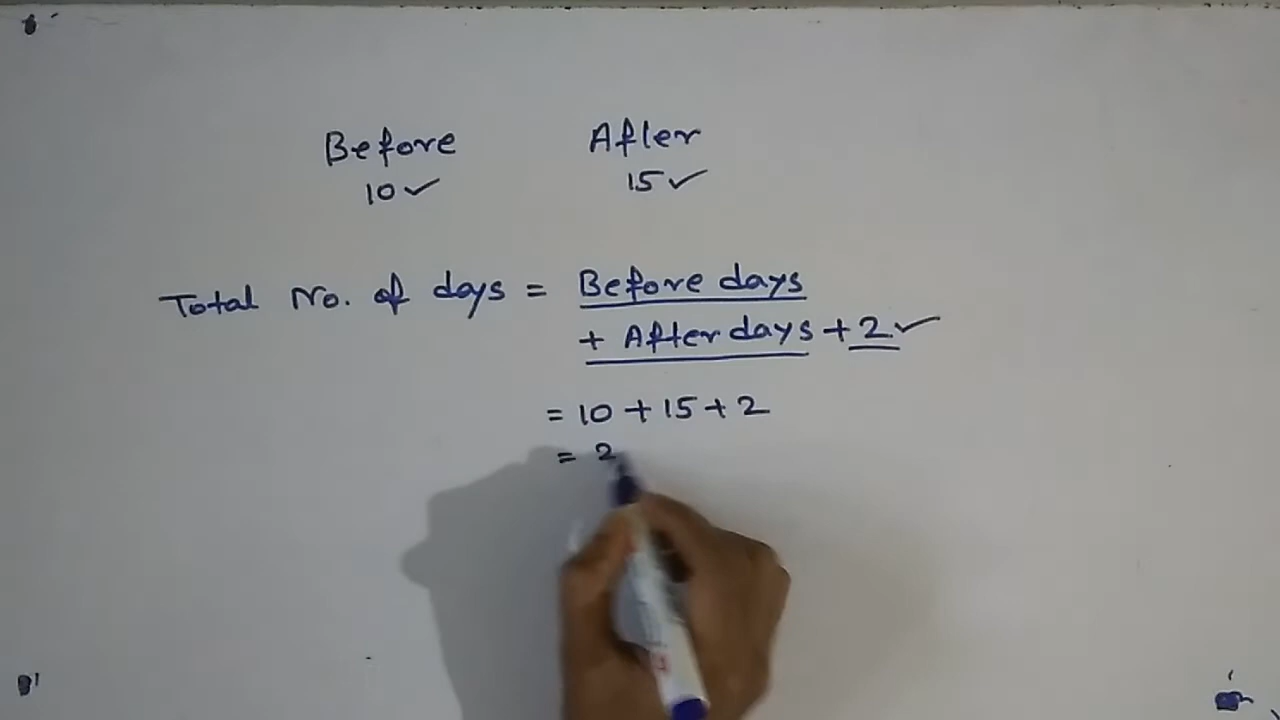 Before After
10✓ 15✓
Total No. of days = Before days
+ After days + 2✓
= 10 + 15 + 2
= 2